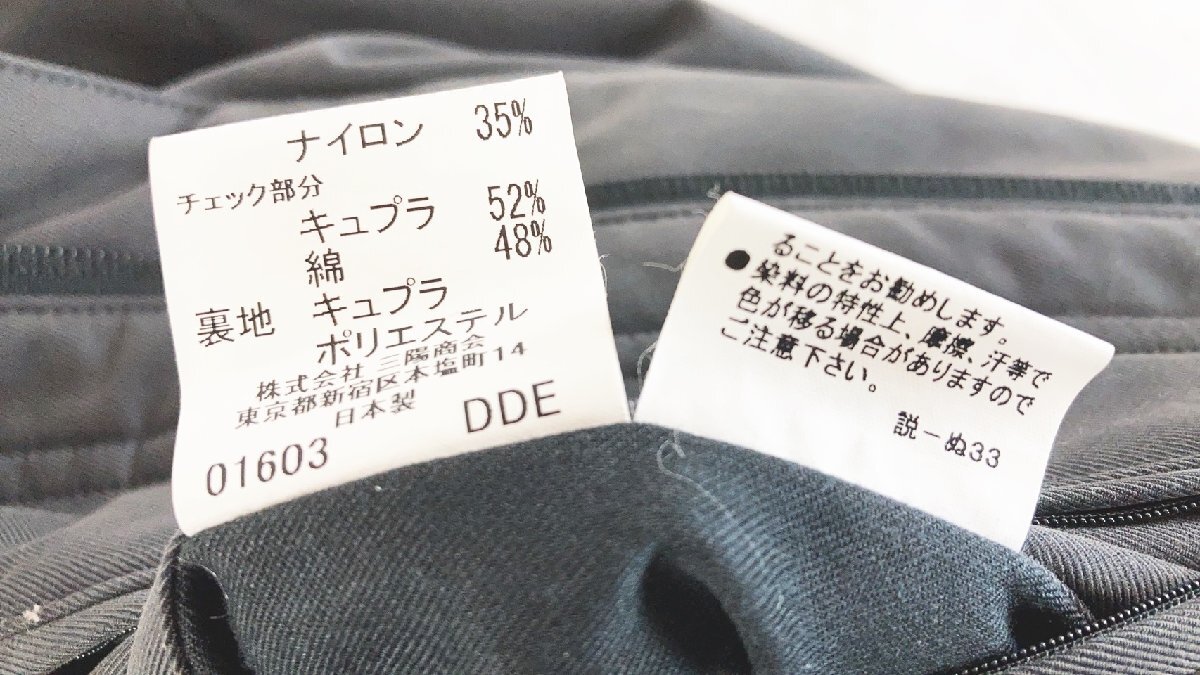 ナイロン 35%
チェック部分
キュプラ 52%
綿 48%
裏地 キュプラ
ポリエステル
株式会社 三陽商会
東京都新宿区本塩町14
日本製
DDE
01603
ることをお勧めします。
●染料の特性上、摩擦、汗等で
色が移る場合がありますので
ご注意下さい。
説-ぬ33